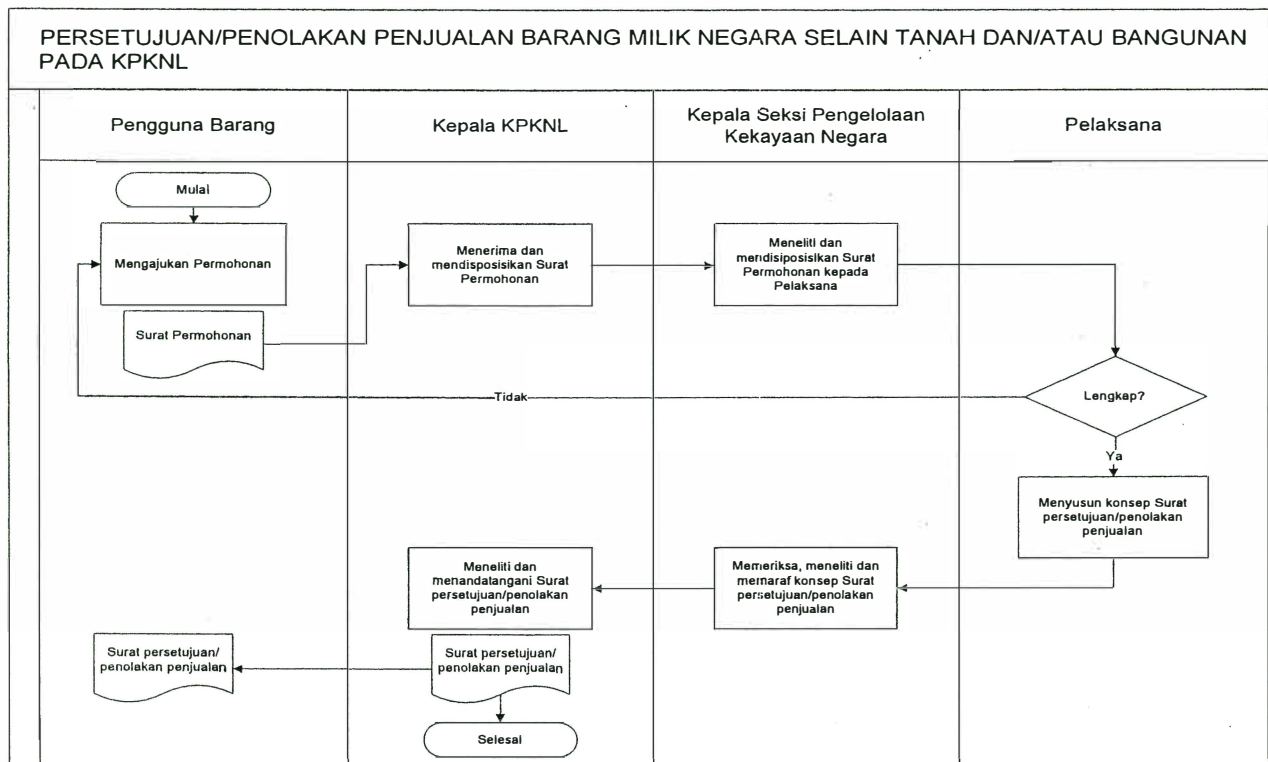 PERSETUJUAN/PENOLAKAN PENJUALAN BARANG MILIK NEGARA SELAIN TANAH DAN/ATAU BANGUNAN
PADA KPKNL
Pengguna Barang
Kepala KPKNL
Kepala Seksi Pengelolaan
Kekayaan Negara
Pelaksana
Mulai
Mengajukan Permohonan
Menerima dan
mendisposisikan Surat
Permohonan
Meneliti dan
mendisiposisikan Surat
Permohonan kepada
Pelaksana
Surat Permohonan
Tidak
Lengkap?
Ya
Menyusun konsep Surat
persetujuan/penolakan
penjualan
Meneliti dan
menandatangani Surat
persetujuan/penolakan
penjualan
Memeriksa, meneliti dan
memaraf konsep Surat
persetujuan/penolakan
penjualan
Surat persetujuan/
penolakan penjualan
Surat persetujuan/
penolakan penjualan
Selesai